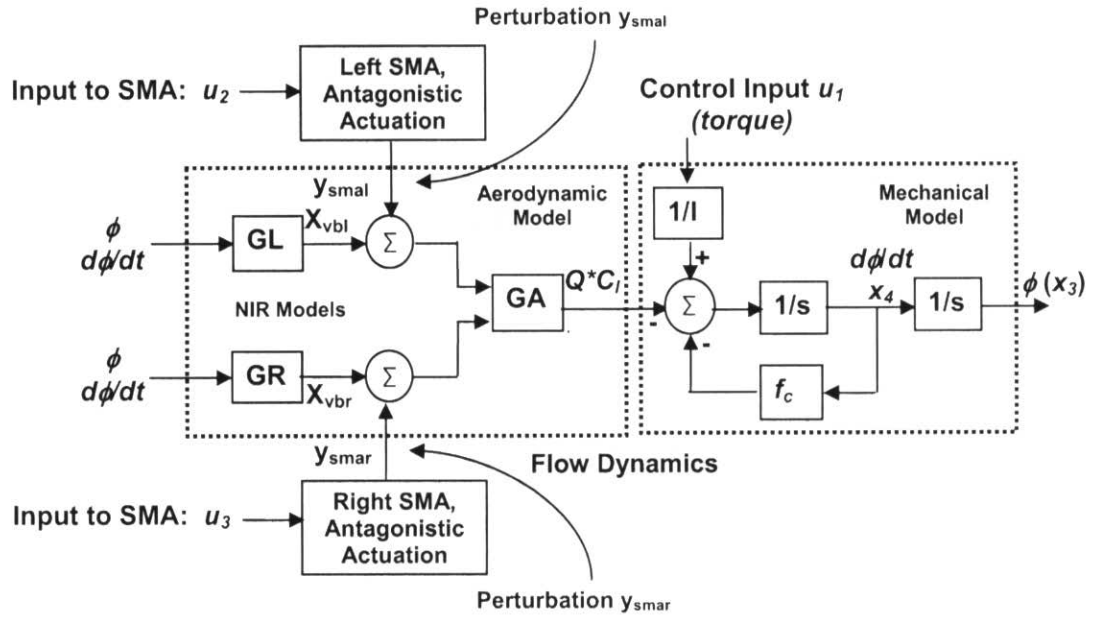 Perturbation ysmal
Input to SMA: u2
Left SMA,
Antagonistic
Actuation
Control Input u1
(torque)
ysmal
Aerodynamic
Model
1/I
Mechanical
Model
ϕ
dϕ/dt
GL
Xvbl
Σ
+
NIR Models
GA
Q*Cl
-
Σ
-
1/s
dϕ/dt
x4
1/s
ϕ (x3)
ϕ
dϕ/dt
GR
Xvbr
Σ
fc
ysmar
Flow Dynamics
Input to SMA: u3
Right SMA,
Antagonistic
Actuation
Perturbation ysmar